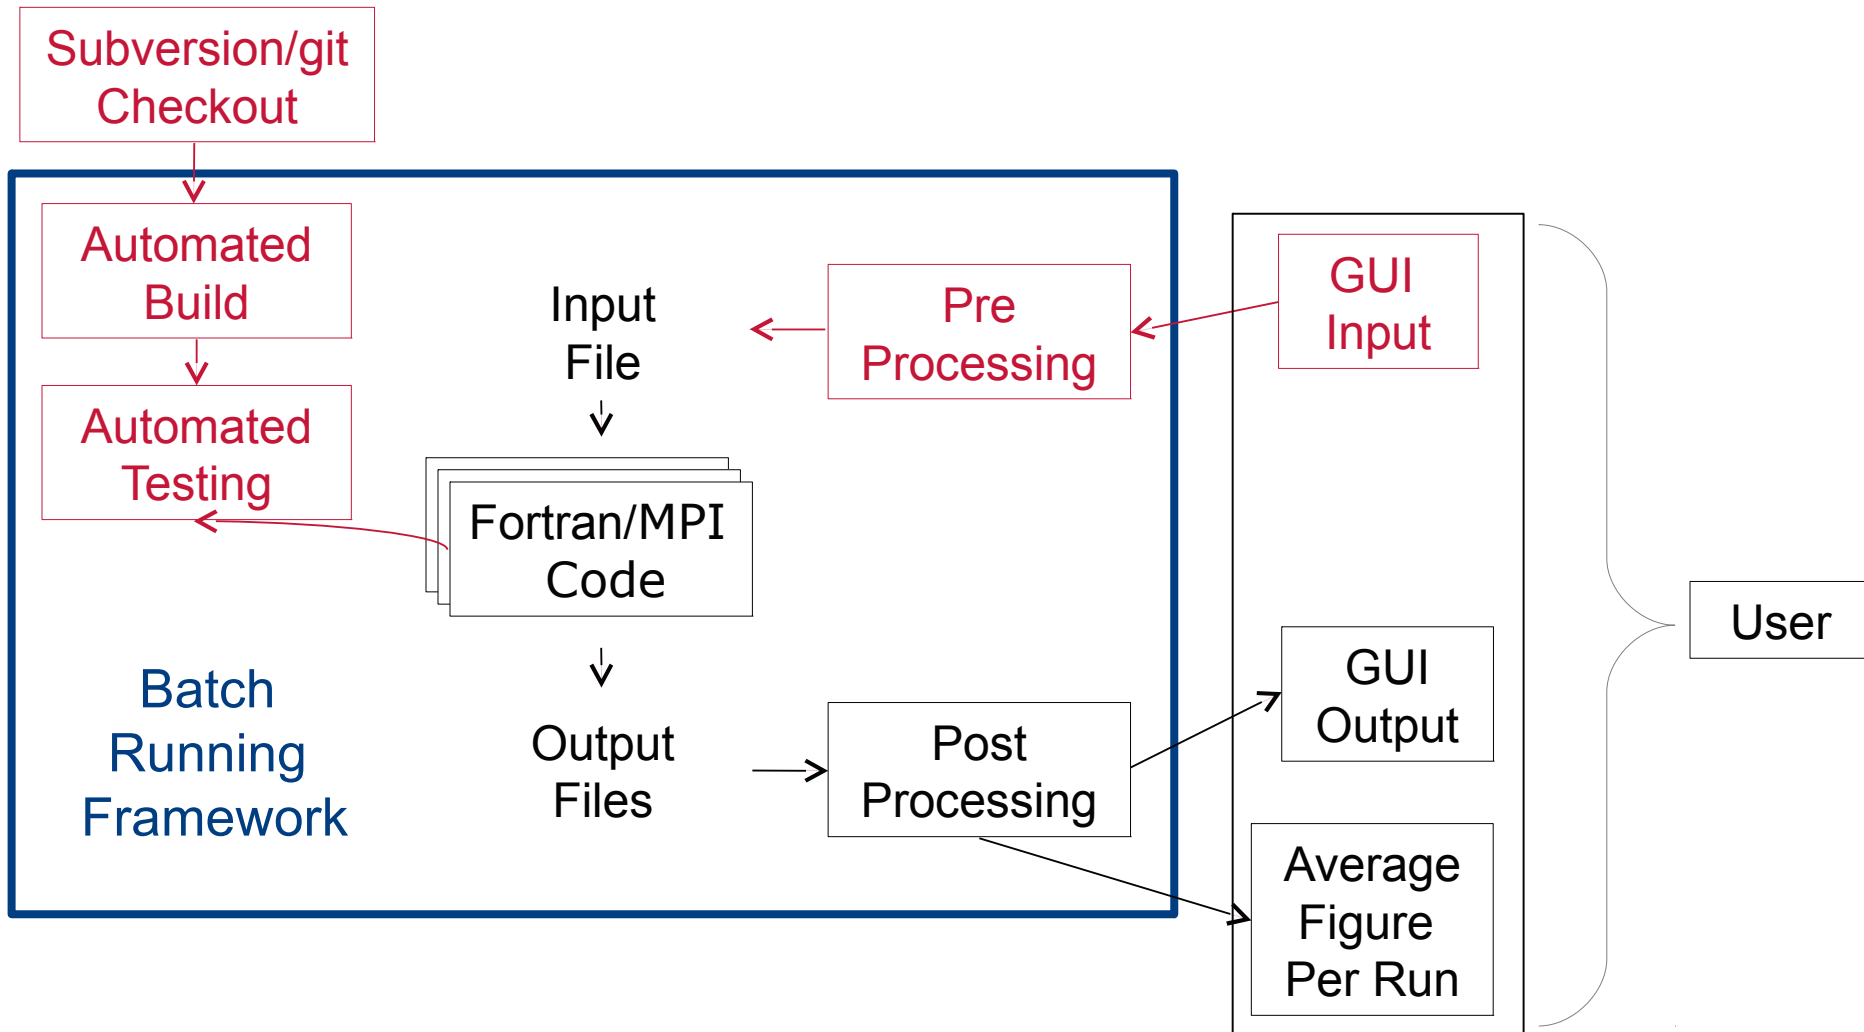 Subversion/git
Checkout
Automated
Build
Automated
Testing
Input
File
Pre
Processing
GUI
Input
Fortran/MPI
Code
Batch
Running
Framework
Output
Files
Post
Processing
GUI
Output
Average
Figure
Per Run
User